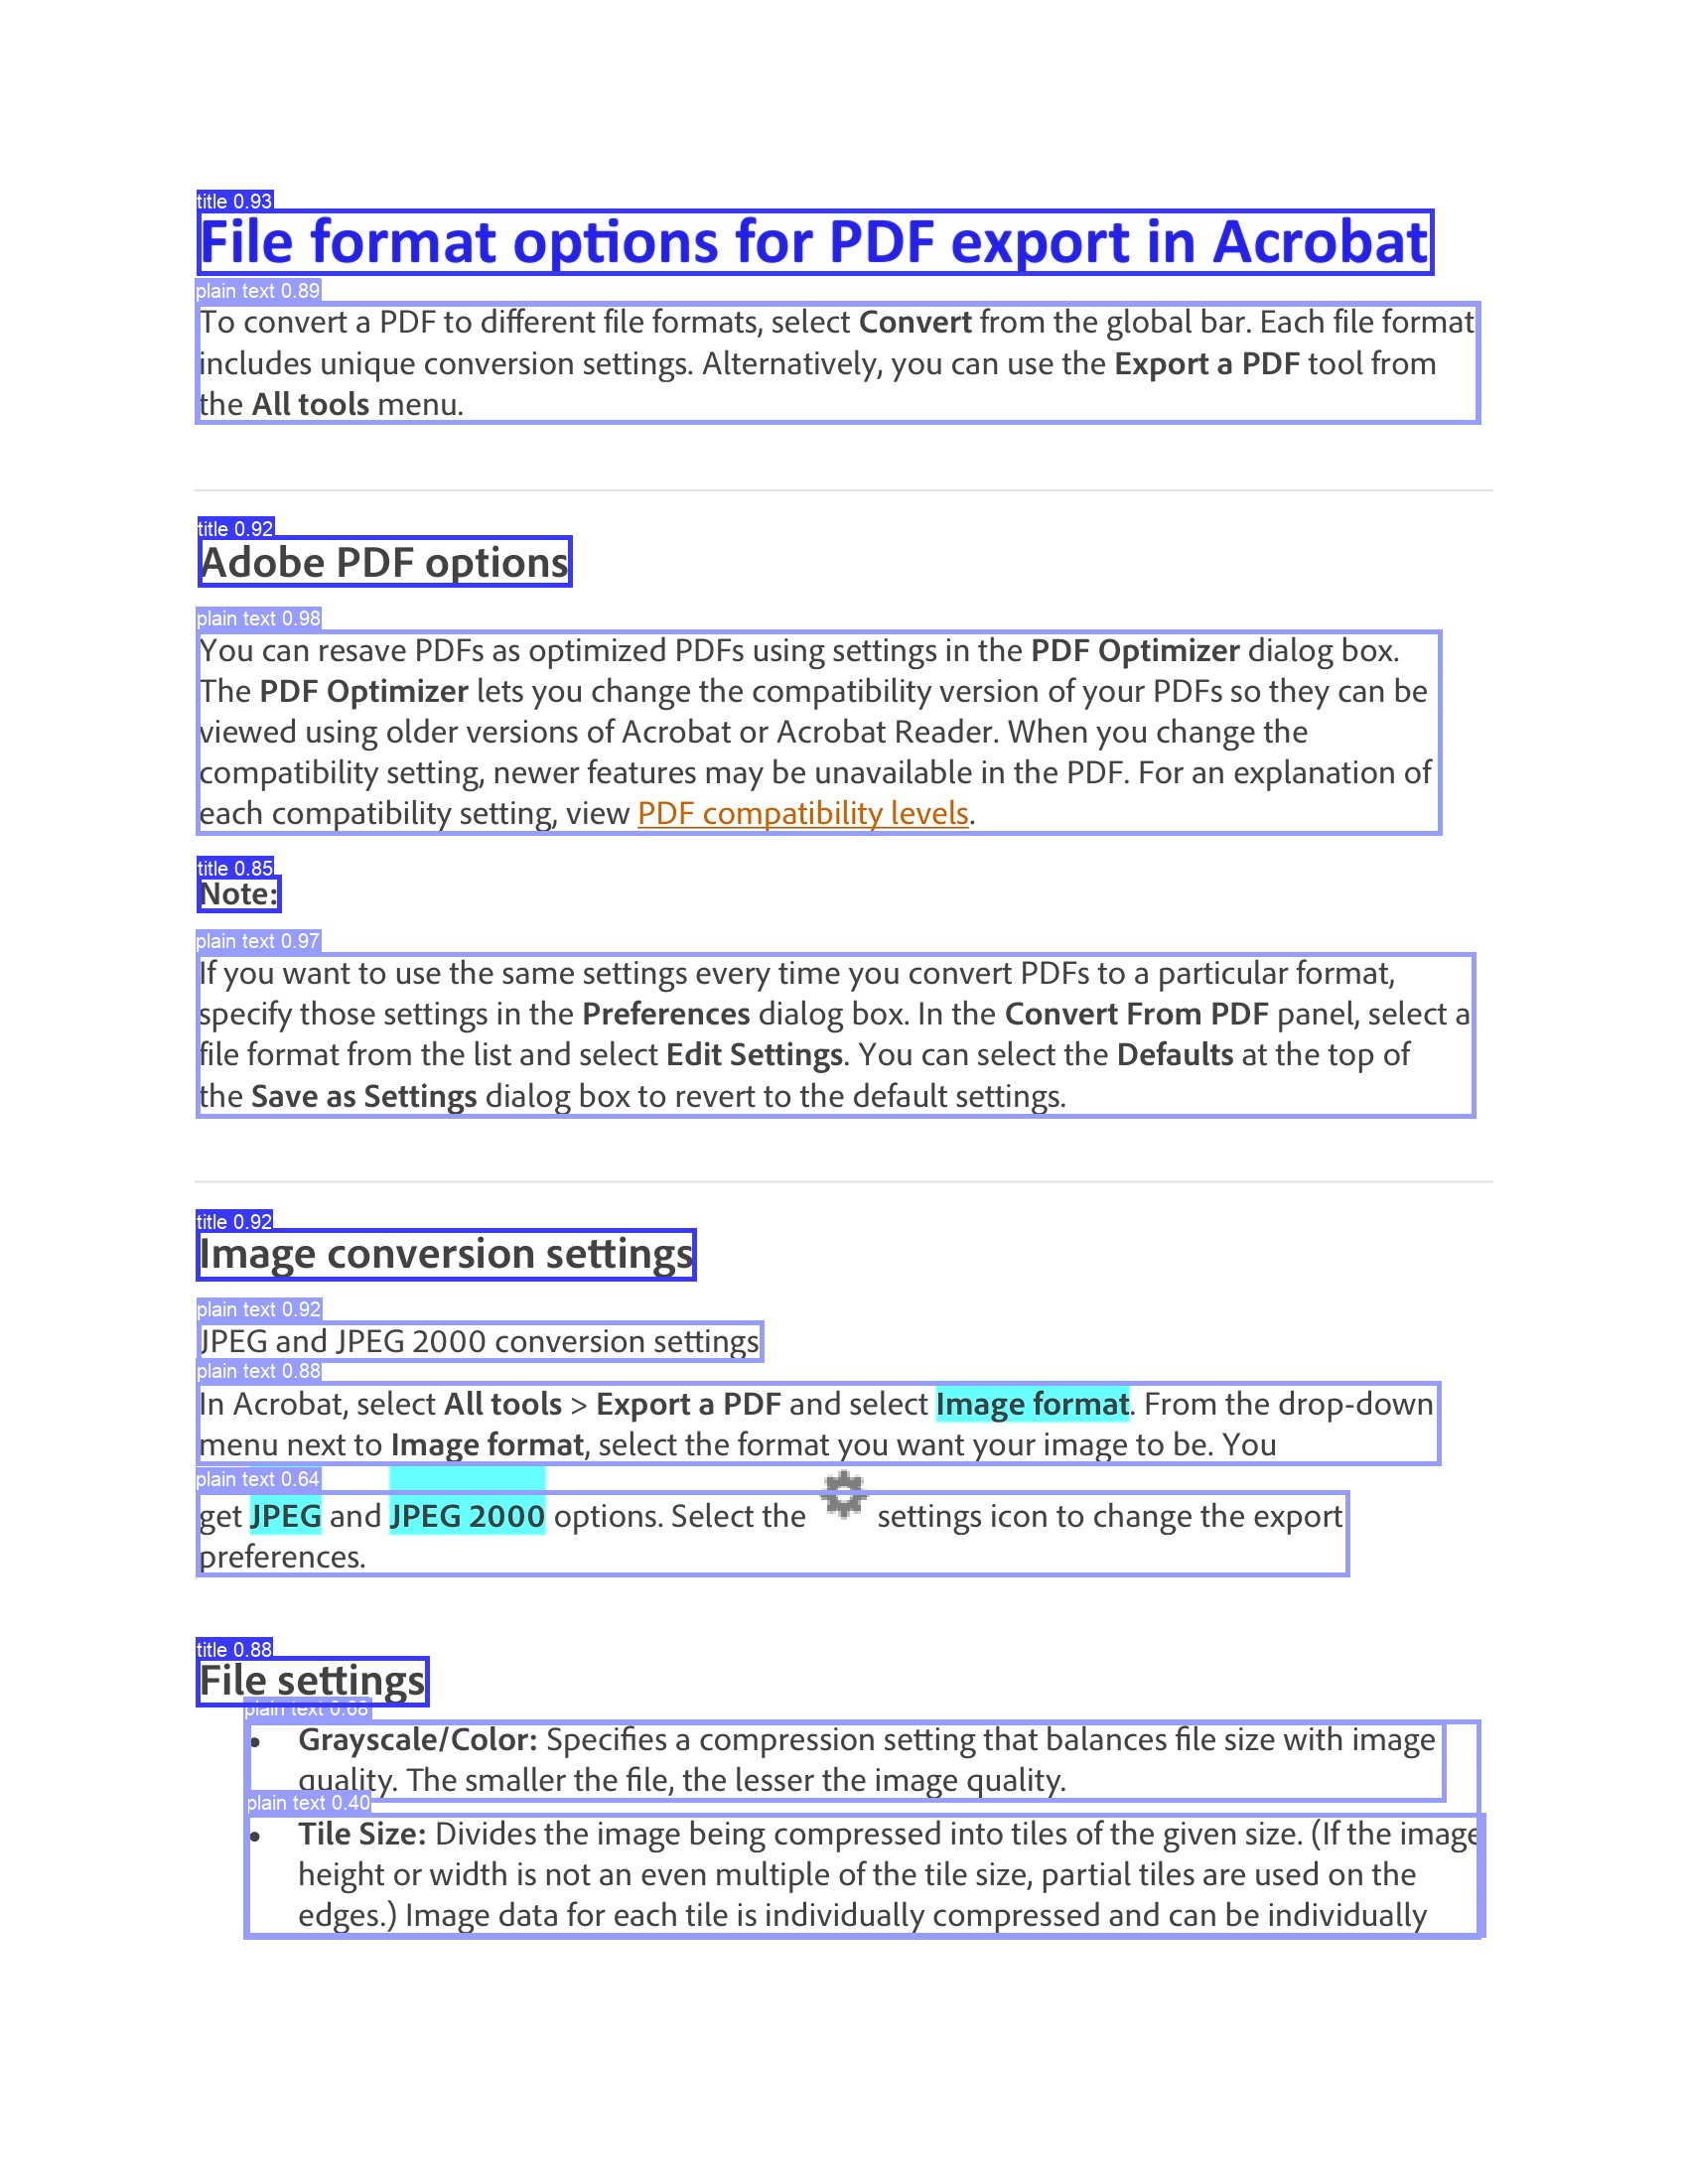 title 0.93
File format options for PDF export in Acrobat
plain text 0.89
To convert a PDF to different file formats, select Convert from the global bar. Each file format
includes unique conversion settings. Alternatively, you can use the Export a PDF tool from
the All tools menu.
title 0.92
Adobe PDF options
plain text 0.98
You can resave PDFs as optimized PDFs using settings in the PDF Optimizer dialog box.
The PDF Optimizer lets you change the compatibility version of your PDFs so they can be
viewed using older versions of Acrobat or Acrobat Reader. When you change the
compatibility setting, newer features may be unavailable in the PDF. For an explanation of
each compatibility setting, view PDF compatibility levels.
title 0.85
Note:
plain text 0.97
If you want to use the same settings every time you convert PDFs to a particular format,
specify those settings in the Preferences dialog box. In the Convert From PDF panel, select a
file format from the list and select Edit Settings. You can select the Defaults at the top of
the Save as Settings dialog box to revert to the default settings.
title 0.92
Image conversion settings
plain text 0.92
JPEG and JPEG 2000 conversion settings
plain text 0.88
In Acrobat, select All tools > Export a PDF and select Image format. From the drop-down
menu next to Image format, select the format you want your image to be. You
plain text 0.64
get JPEG and JPEG 2000 options. Select the settings icon to change the export
preferences.
title 0.88
File settings
plain text 0.68
• Grayscale/Color: Specifies a compression setting that balances file size with image
quality. The smaller the file, the lesser the image quality.
plain text 0.40
• Tile Size: Divides the image being compressed into tiles of the given size. (If the image
height or width is not an even multiple of the tile size, partial tiles are used on the
edges.) Image data for each tile is individually compressed and can be individually